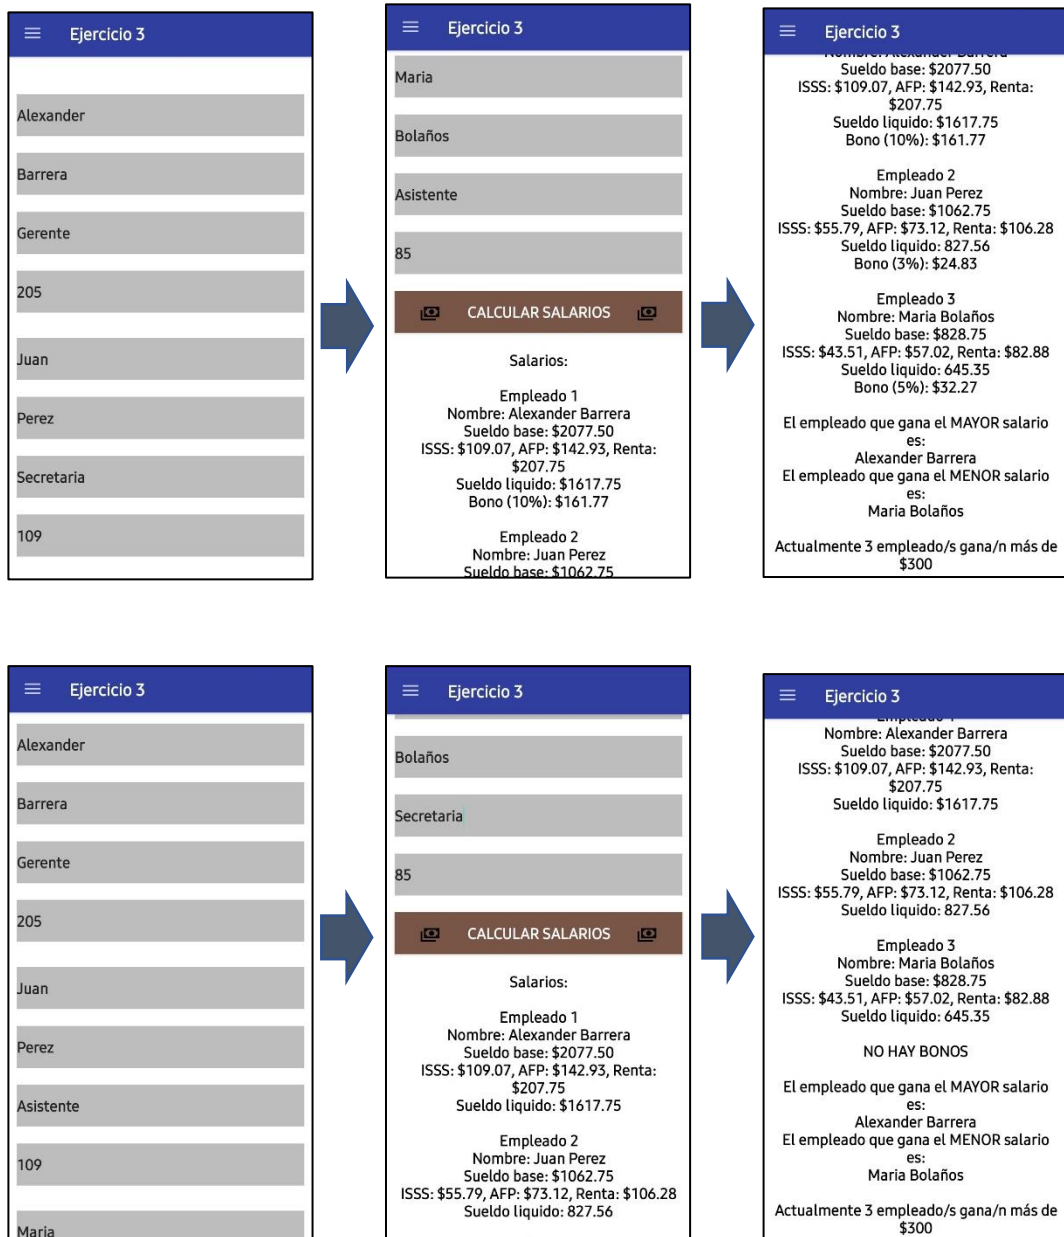 Ejercicio 3
Alexander
Barrera
Gerente
205
Juan
Perez
Secretaria
109
Ejercicio 3
Maria
Bolaños
Asistente
85
CALCULAR SALARIOS
Salarios:
Empleado 1
Nombre: Alexander Barrera
Sueldo base: $2077.50
ISSS: $109.07, AFP: $142.93, Renta:
$207.75
Sueldo liquido: $1617.75
Bono (10%): $161.77
Empleado 2
Nombre: Juan Perez
Sueldo base: $1062.75
Ejercicio 3
Nombre: Alexander Barrera
Sueldo base: $2077.50
ISSS: $109.07, AFP: $142.93, Renta:
$207.75
Sueldo liquido: $1617.75
Bono (10%): $161.77
Empleado 2
Nombre: Juan Perez
Sueldo base: $1062.75
ISSS: $55.79, AFP: $73.12, Renta: $106.28
Sueldo liquido: 827.56
Bono (3%): $24.83
Empleado 3
Nombre: Maria Bolaños
Sueldo base: $828.75
ISSS: $43.51, AFP: $57.02, Renta: $82.88
Sueldo liquido: 645.35
Bono (5%): $32.27
El empleado que gana el MAYOR salario
es:
Alexander Barrera
El empleado que gana el MENOR salario
es:
Maria Bolaños
Actualmente 3 empleado/s gana/n más de
$300
Ejercicio 3
Alexander
Barrera
Gerente
205
Juan
Perez
Asistente
109
Maria
Ejercicio 3
Bolaños
Secretaria
85
CALCULAR SALARIOS
Salarios:
Empleado 1
Nombre: Alexander Barrera
Sueldo base: $2077.50
ISSS: $109.07, AFP: $142.93, Renta:
$207.75
Sueldo liquido: $1617.75
Empleado 2
Nombre: Juan Perez
Sueldo base: $1062.75
ISSS: $55.79, AFP: $73.12, Renta: $106.28
Sueldo liquido: 827.56
Ejercicio 3
Nombre: Alexander Barrera
Sueldo base: $2077.50
ISSS: $109.07, AFP: $142.93, Renta:
$207.75
Sueldo liquido: $1617.75
Empleado 2
Nombre: Juan Perez
Sueldo base: $1062.75
ISSS: $55.79, AFP: $73.12, Renta: $106.28
Sueldo liquido: 827.56
Empleado 3
Nombre: Maria Bolaños
Sueldo base: $828.75
ISSS: $43.51, AFP: $57.02, Renta: $82.88
Sueldo liquido: 645.35
NO HAY BONOS
El empleado que gana el MAYOR salario
es:
Alexander Barrera
El empleado que gana el MENOR salario
es:
Maria Bolaños
Actualmente 3 empleado/s gana/n más de
$300